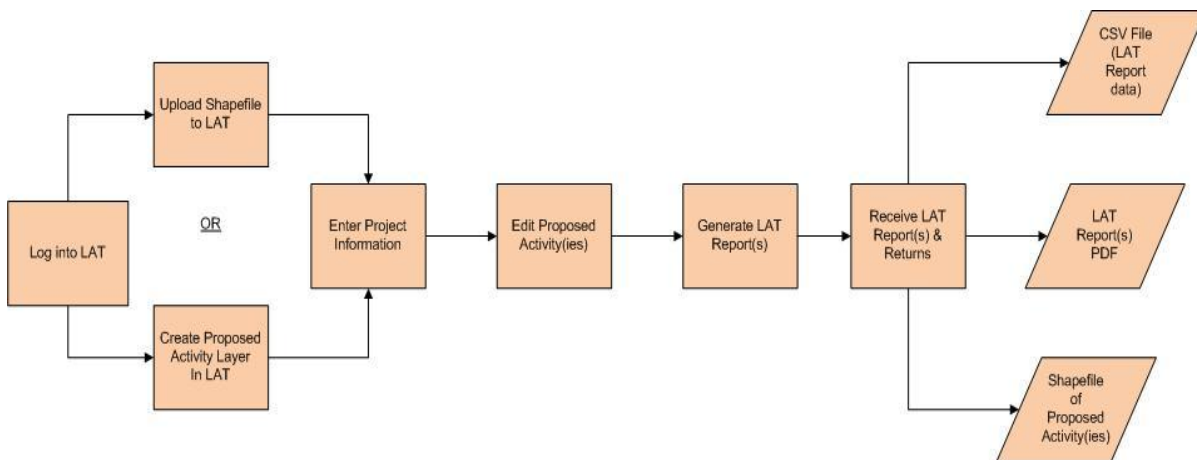 Log into LAT
Upload Shapefile
to LAT
OR
Create Proposed
Activity Layer
In LAT
Enter Project
Information
Edit Proposed
Activity(ies)
Generate LAT
Report(s)
Receive LAT
Report(s) &
Returns
CSV File
(LAT
Report
data)
LAT
Report(s)
PDF
Shapefile
of
Proposed
Activity(ies)